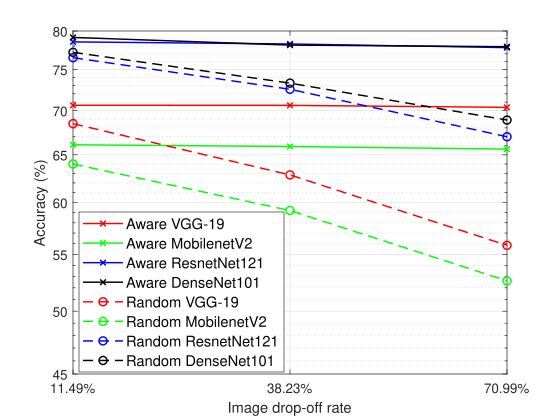 80
75
70
65
60
55
50
45
Accuracy (%)
Aware VGG-19
Aware MobilenetV2
Aware ResnetNet121
Aware DenseNet101
Random VGG-19
Random MobilenetV2
Random ResnetNet121
Random DenseNet101
11.49% 38.23% 70.99%
Image drop-off rate